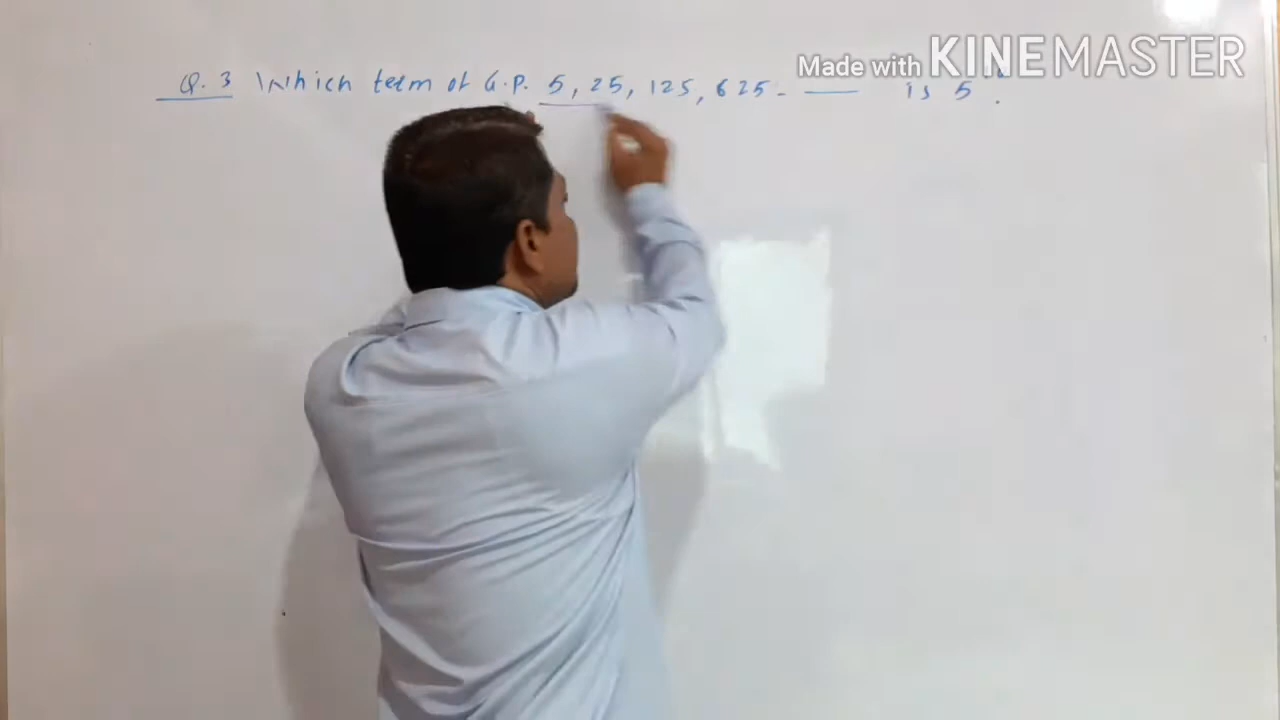 Made with KINEMASTER
Q. 3 Which term of G.P. 5, 25, 125, 625 - — is 5 .